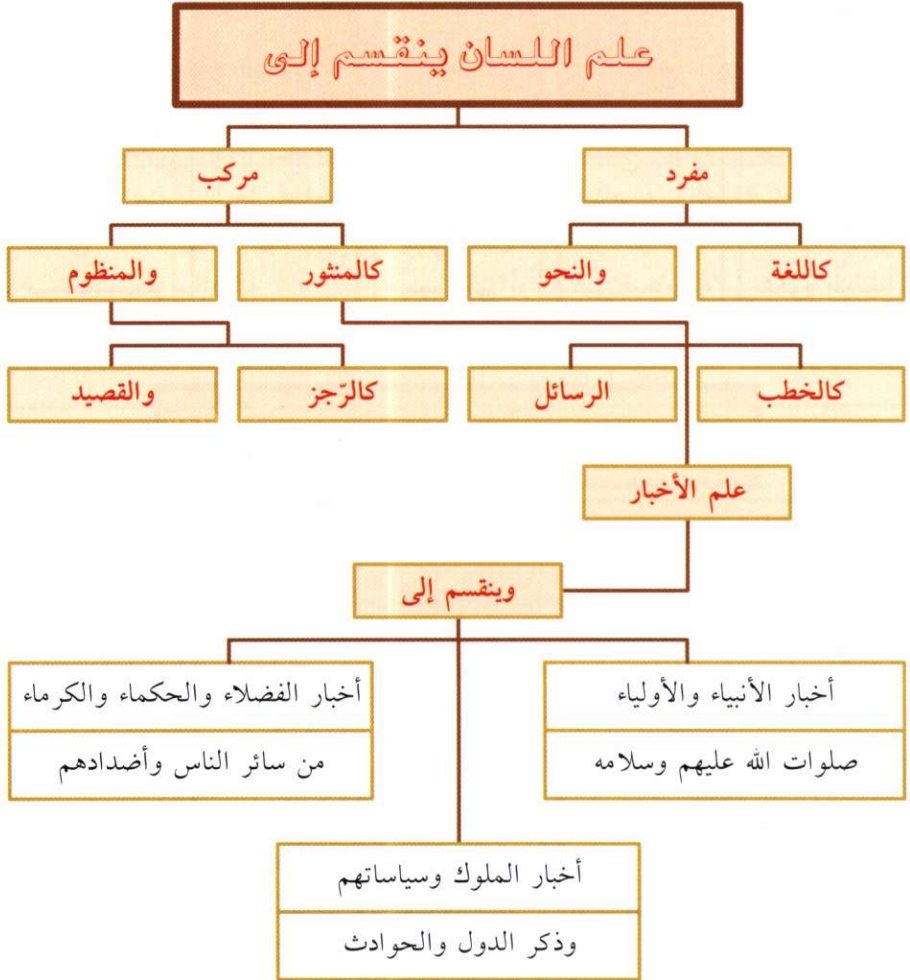 علم اللسان ينقسم إلى
مفرد
مركب
كاللغة
والنحو
كالمنثور
والمنظوم
كالخطب
الرسائل
كالرّجز
والقصيد
علم الأخبار
وينقسم إلى
أخبار الأنبياء والأولياء
صلوات الله عليهم وسلامه
أخبار الفضلاء والحكماء والكرماء
من سائر الناس وأضدادهم
أخبار الملوك وسياساتهم
وذكر الدول والحوادث